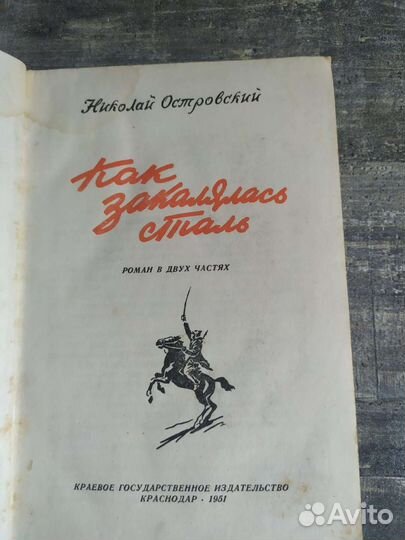 Николай Островский
Как
закалялась
сталь
РОМАН В ДВУХ ЧАСТЯХ
КРАЕВОЕ ГОСУДАРСТВЕННОЕ ИЗДАТЕЛЬСТВО
КРАСНОДАР • 1951
Avito